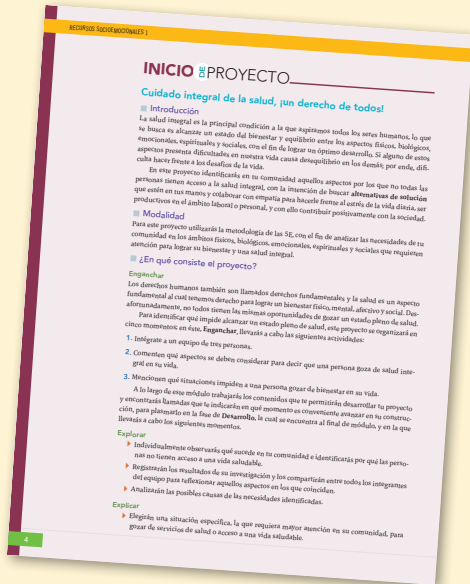 RECURSOS SOCIOEMOCIONALES I
INICIO DE PROYECTO
Cuidado integral de la salud, ¡un derecho de todos!
Introducción
La salud integral es la principal condición a la que aspiramos todos los seres humanos, lo que
se busca es alcanzar un estado del bienestar y equilibrio entre los aspectos físicos, biológicos,
emocionales, espirituales y sociales, con el fin de lograr un óptimo desarrollo. Si alguno de estos
aspectos presenta dificultades en nuestra vida causa desequilibrio en los demás; por ende, difi-
culta hacer frente a los desafíos de la vida.
En este proyecto identificarás en tu comunidad aquellos aspectos por los que no todas las
personas tienen acceso a la salud integral, con la intención de buscar alternativas de solución
que estén en tus manos y colaborar con empatía para hacerle frente al estrés de la vida diaria, ser
productivos en el ámbito laboral o personal, y con ello contribuir positivamente con la sociedad.
Modalidad
Para este proyecto utilizarás la metodología de las 5E, con el fin de analizar las necesidades de tu
comunidad en los ámbitos físicos, biológicos, emocionales, espirituales y sociales que requieren
atención para lograr su bienestar y una salud integral.
¿En qué consiste el proyecto?
Enganchar
Los derechos humanos también son llamados derechos fundamentales y la salud es un aspecto
fundamental al cual tenemos derecho para lograr un bienestar físico, mental, afectivo y social. Des-
afortunadamente, no todos tienen las mismas oportunidades de gozar un estado pleno de salud.
Para identificar qué impide alcanzar un estado pleno de salud, este proyecto se organizará en
cinco momentos: en éste, Enganchar, llevarás a cabo las siguientes actividades:
1. Intégrate a un equipo de tres personas.
2. Comenten qué aspectos se deben considerar para decir que una persona goza de salud inte-
gral en su vida.
3. Mencionen qué situaciones impiden a una persona gozar de bienestar en su vida.
A lo largo de este módulo trabajarás los contenidos que te permitirán desarrollar tu proyecto
y encontrarás llamadas que te indicarán en qué momento es conveniente avanzar en su construc-
ción, para plasmarlo en la fase de Desarrollo, la cual se encuentra al final de módulo, y en la que
llevarás a cabo los siguientes momentos.
Explorar
Individualmente observarás qué sucede en tu comunidad e identificarás por qué las perso-
nas no tienen acceso a una vida saludable.
Registrarán los resultados de su investigación y los compartirán entre todos los integrantes
del equipo para reflexionar aquellos aspectos en los que coinciden.
Analizarán las posibles causas de las necesidades identificadas.
Explicar
Elegirán una situación específica, la que requiera mayor atención en su comunidad, para
gozar de servicios de salud o acceso a una vida saludable.
4